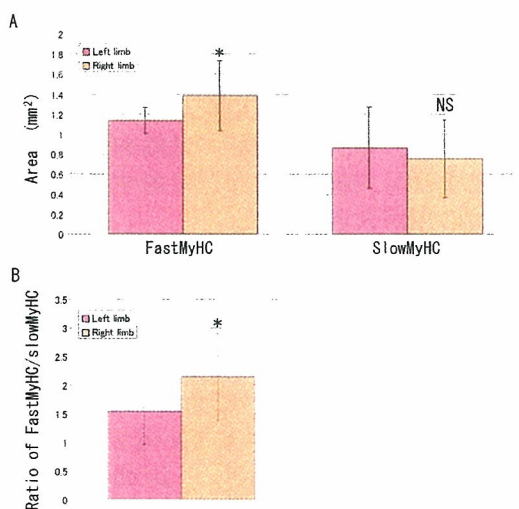 A
Area (mm²)
2
1.8
1.6
1.4
1.2
1
0.8
0.6
0.4
0.2
0
Left limb
Right limb
*
NS
FastMyHC
SlowMyHC
B
Ratio of FastMyHC/slowMyHC
3.5
3
2.5
2
1.5
1
0.5
0
Left limb
Right limb
*